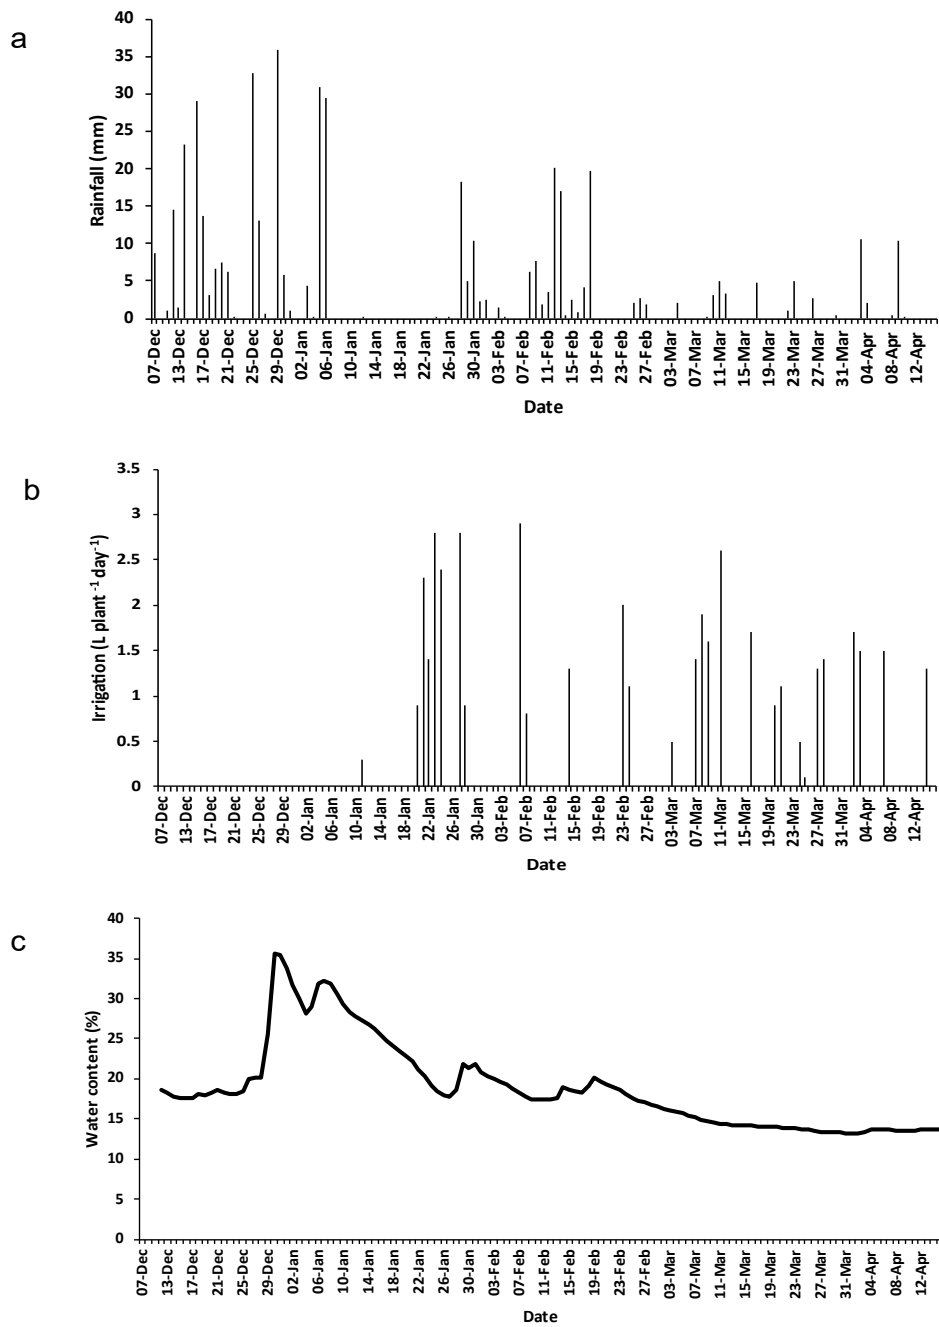 a
Rainfall (mm)
40
35
30
25
20
15
10
5
0
07-Dec 13-Dec 17-Dec 21-Dec 25-Dec 29-Dec 02-Jan 06-Jan 10-Jan 14-Jan 18-Jan 22-Jan 26-Jan 30-Jan 03-Feb 07-Feb 11-Feb 15-Feb 19-Feb 23-Feb 27-Feb 03-Mar 07-Mar 11-Mar 15-Mar 19-Mar 23-Mar 27-Mar 31-Mar 04-Apr 08-Apr 12-Apr
Date
b
Irrigation (L plant⁻¹ day⁻¹)
3.5
3
2.5
2
1.5
1
0.5
0
07-Dec 13-Dec 17-Dec 21-Dec 25-Dec 29-Dec 02-Jan 06-Jan 10-Jan 14-Jan 18-Jan 22-Jan 26-Jan 30-Jan 03-Feb 07-Feb 11-Feb 15-Feb 19-Feb 23-Feb 27-Feb 03-Mar 07-Mar 11-Mar 15-Mar 19-Mar 23-Mar 27-Mar 31-Mar 04-Apr 08-Apr 12-Apr
Date
c
Water content (%)
40
35
30
25
20
15
10
5
0
07-Dec 13-Dec 17-Dec 21-Dec 25-Dec 29-Dec 02-Jan 06-Jan 10-Jan 14-Jan 18-Jan 22-Jan 26-Jan 30-Jan 03-Feb 07-Feb 11-Feb 15-Feb 19-Feb 23-Feb 27-Feb 03-Mar 07-Mar 11-Mar 15-Mar 19-Mar 23-Mar 27-Mar 31-Mar 04-Apr 08-Apr 12-Apr
Date